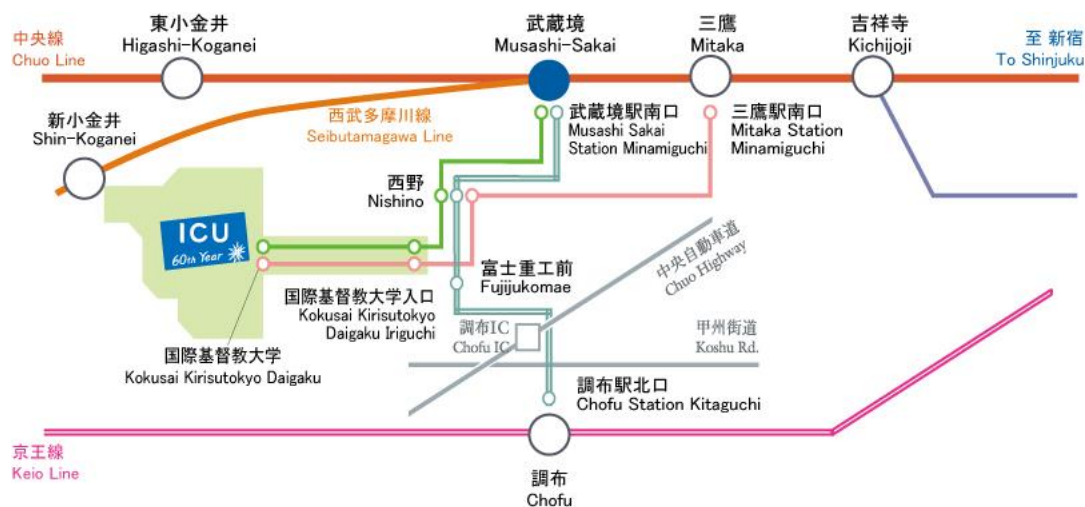 中央線
Chuo Line
東小金井
Higashi-Koganei
武蔵境
Musashi-Sakai
三鷹
Mitaka
吉祥寺
Kichijoji
至 新宿
To Shinjuku
新小金井
Shin-Koganei
西武多摩川線
Seibutamagawa Line
武蔵境駅南口
Musashi Sakai
Station Minamiguchi
三鷹駅南口
Mitaka Station
Minamiguchi
西野
Nishino
ICU
60th Year
国際基督教大学入口
Kokusai Kirisutokyo
Daigaku Iriguchi
富士重工前
Fujijukomae
中央自動車道
Chuo Highway
国際基督教大学
Kokusai Kirisutokyo Daigaku
調布IC
Chofu IC
甲州街道
Koshu Rd.
調布駅北口
Chofu Station Kitaguchi
京王線
Keio Line
調布
Chofu